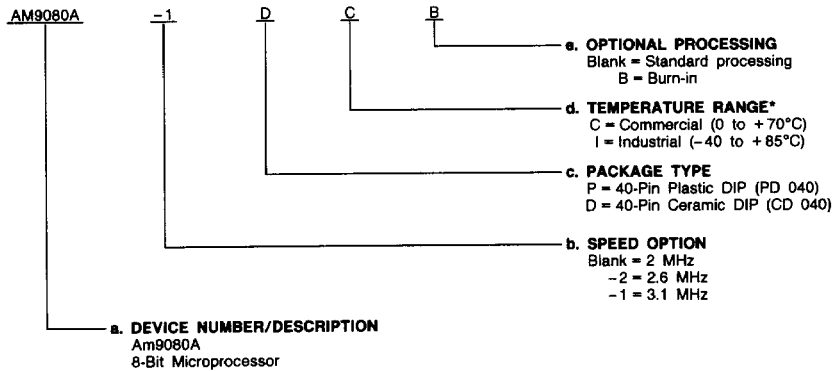 AM9080A -1 D C B
e. OPTIONAL PROCESSING
Blank = Standard processing
B = Burn-in
d. TEMPERATURE RANGE*
C = Commercial (0 to +70°C)
I = Industrial (-40 to +85°C)
c. PACKAGE TYPE
P = 40-Pin Plastic DIP (PD 040)
D = 40-Pin Ceramic DIP (CD 040)
b. SPEED OPTION
Blank = 2 MHz
-2 = 2.6 MHz
-1 = 3.1 MHz
a. DEVICE NUMBER/DESCRIPTION
Am9080A
8-Bit Microprocessor